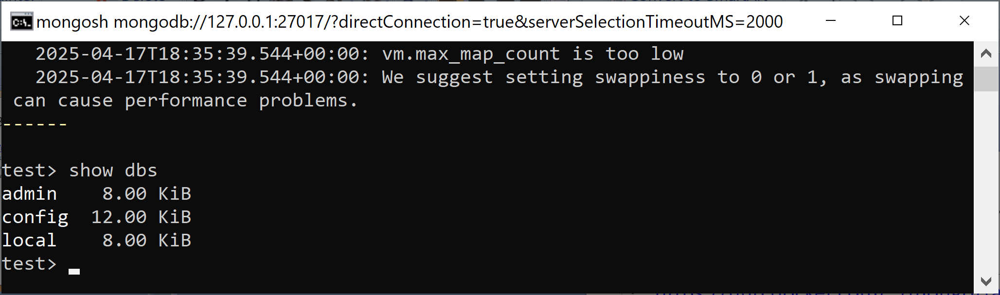 mongosh mongodb://127.0.0.1:27017/?directConnection=true&serverSelectionTimeoutMS=2000
2025-04-17T18:35:39.544+00:00: vm.max_map_count is too low
2025-04-17T18:35:39.544+00:00: We suggest setting swappiness to 0 or 1, as swapping
can cause performance problems.
------
test> show dbs
admin    8.00 KiB
config  12.00 KiB
local    8.00 KiB
test>